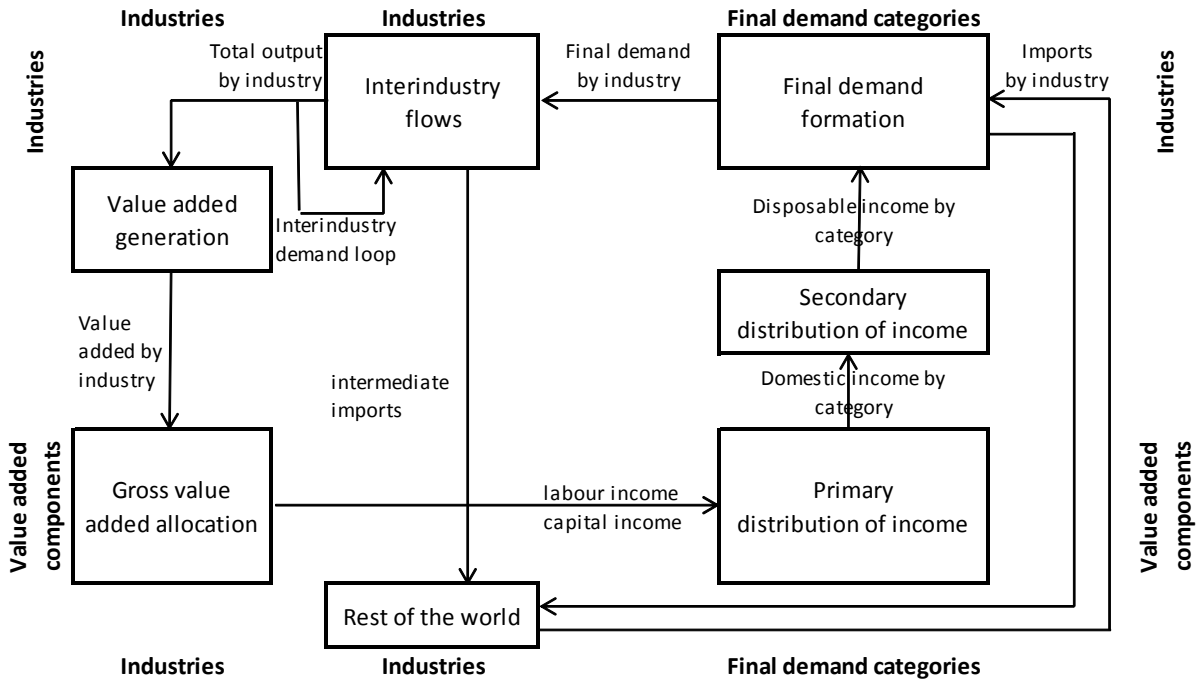 Industries
Industries
Final demand categories
Total output
by industry
Interindustry
flows
Final demand
by industry
Final demand
formation
Imports
by industry
Industries
Industries
Value added
generation
Interindustry
demand loop
Disposable income by
category
Secondary
distribution of income
Value
added by
industry
intermediate
imports
Domestic income by
category
Value added
components
Gross value
added allocation
labour income
capital income
Primary
distribution of income
Value added
components
Rest of the world
Industries
Industries
Final demand categories